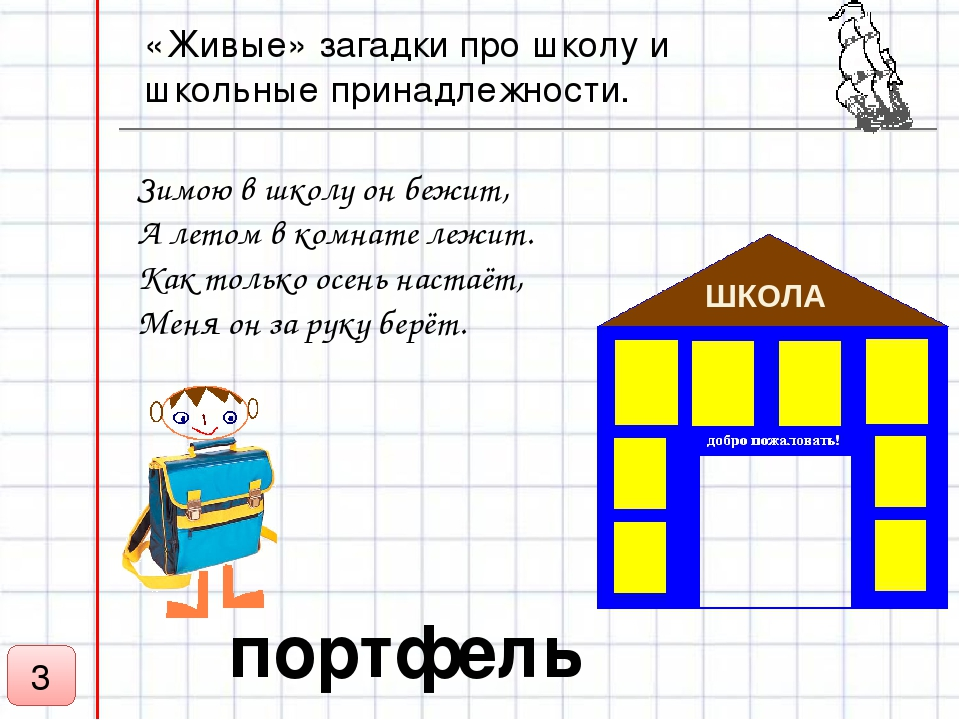 «Живые» загадки про школу и
школьные принадлежности.
Зимою в школу он бежит,
А летом в комнате лежит.
Как только осень настаёт,
Меня он за руку берёт.
ШКОЛА
добро пожаловать!
портфель
3